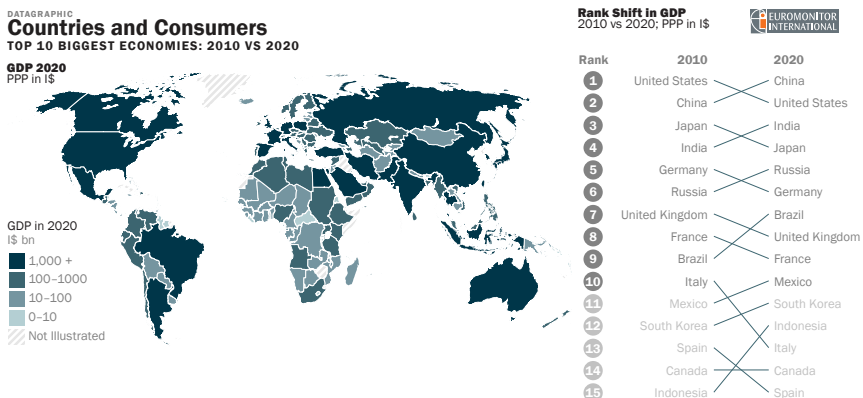 DATAGRAPHIC
Countries and Consumers
TOP 10 BIGGEST ECONOMIES: 2010 VS 2020
GDP 2020
PPP in I$
GDP in 2020
I$ bn
1,000 +
100–1000
10–100
0–10
Not Illustrated
Rank Shift in GDP
2010 vs 2020; PPP in I$
EUROMONITOR
INTERNATIONAL
Rank 2010 2020
1 United States China
2 China United States
3 Japan India
4 India Japan
5 Germany Russia
6 Russia Germany
7 United Kingdom Brazil
8 France United Kingdom
9 Brazil France
10 Italy Mexico
11 Mexico South Korea
12 South Korea Indonesia
13 Spain Italy
14 Canada Canada
15 Indonesia Spain